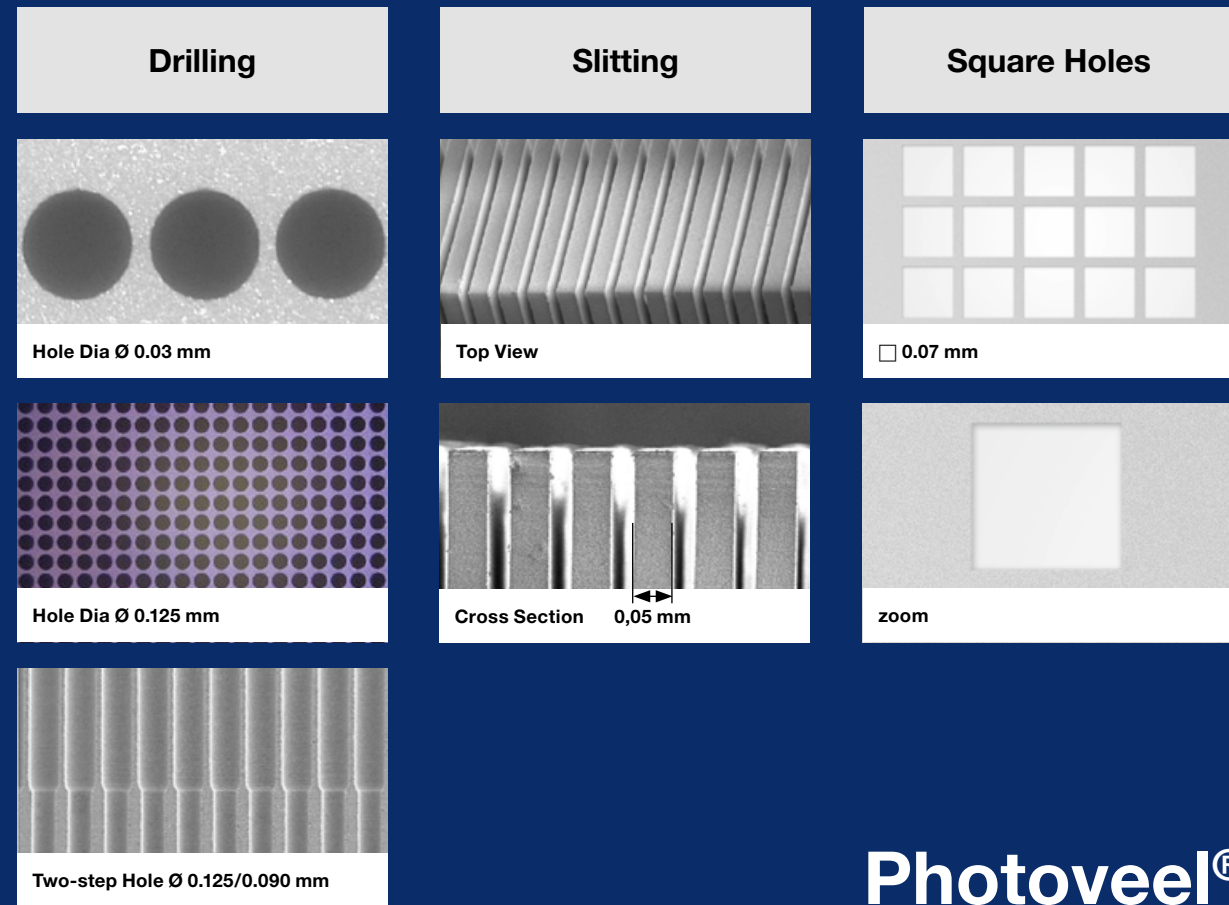 Drilling
Slitting
Square Holes
Hole Dia Ø 0.03 mm
Top View
□ 0.07 mm
Hole Dia Ø 0.125 mm
Cross Section 0,05 mm
zoom
Two-step Hole Ø 0.125/0.090 mm
Photoveel®